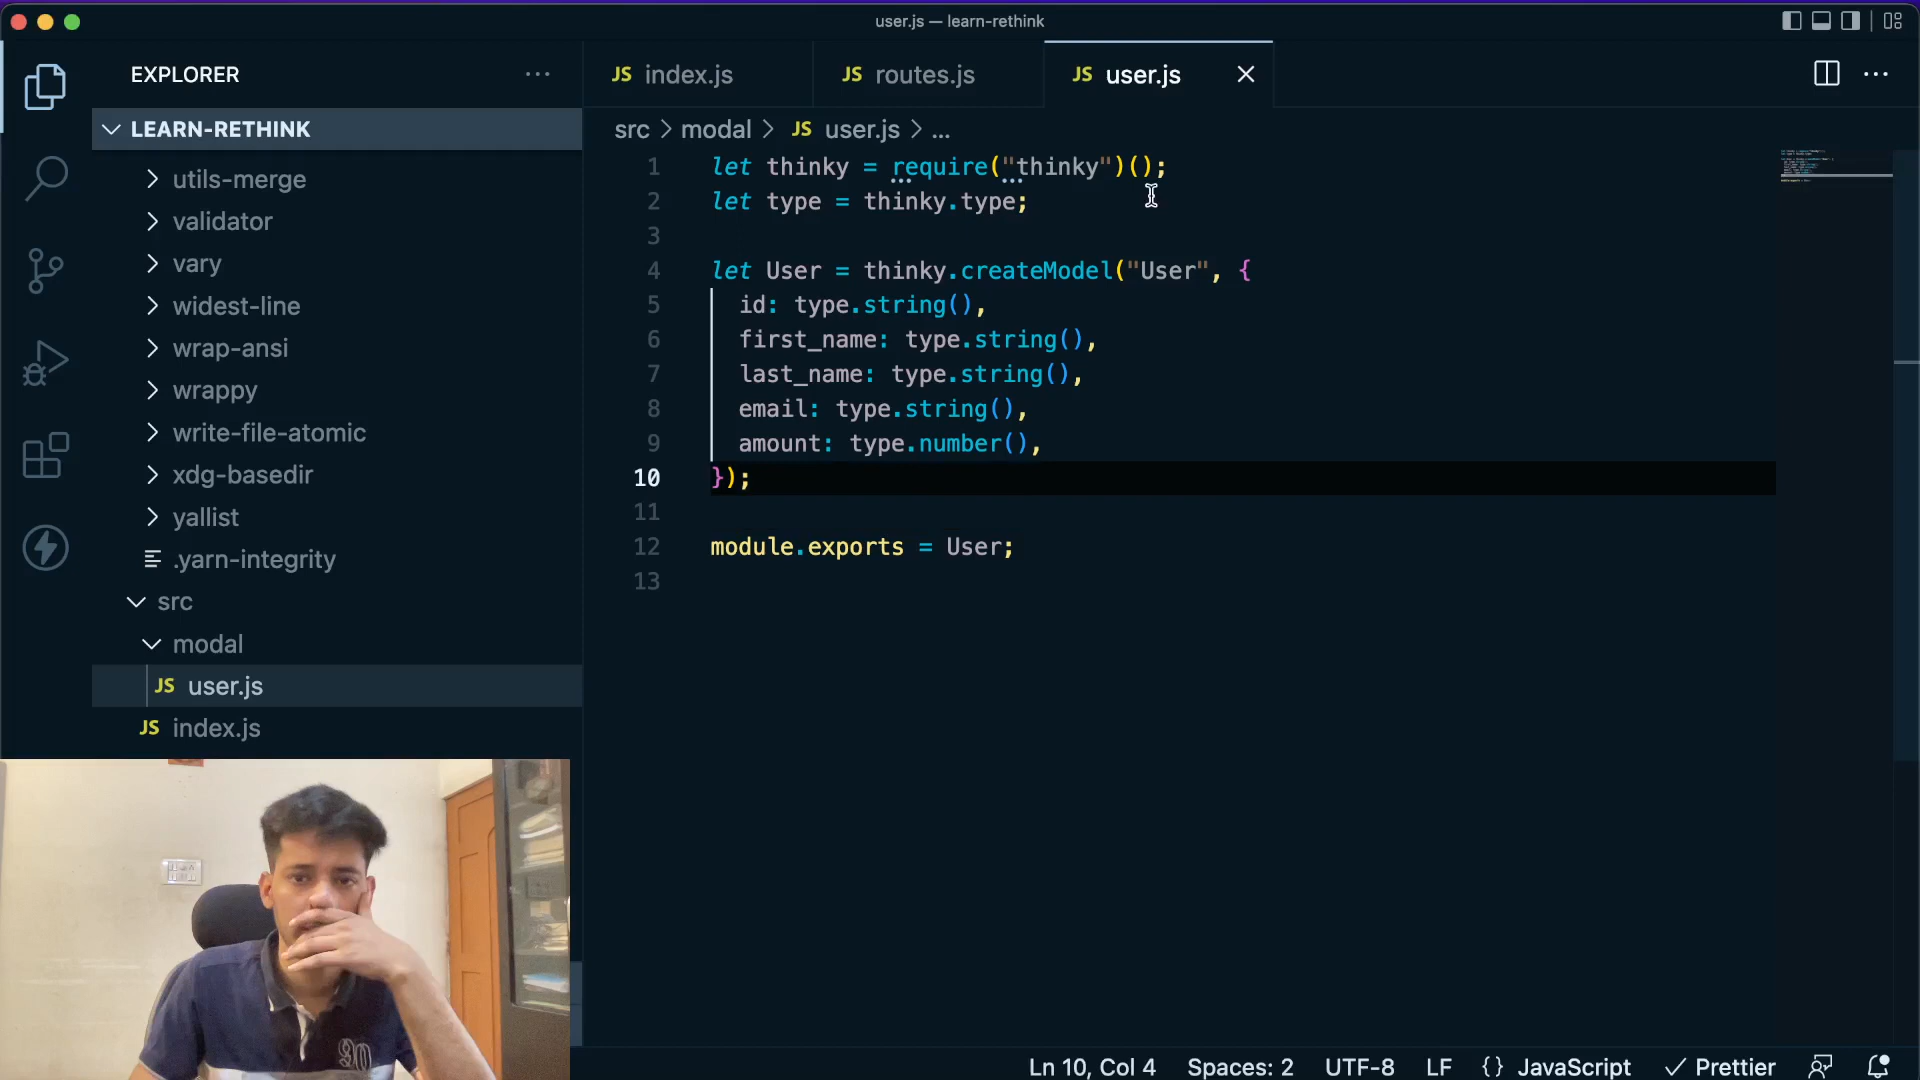 user.js — learn-rethink
EXPLORER
LEARN-RETHINK
utils-merge
validator
vary
widest-line
wrap-ansi
wrappy
write-file-atomic
xdg-basedir
yallist
.yarn-integrity
src
modal
JS user.js
JS index.js
JS index.js JS routes.js JS user.js
src > modal > JS user.js > ...
1 let thinky = require("thinky")();
2 let type = thinky.type;
3
4 let User = thinky.createModel("User", {
5 id: type.string(),
6 first_name: type.string(),
7 last_name: type.string(),
8 email: type.string(),
9 amount: type.number(),
10 });
11
12 module.exports = User;
13
Ln 10, Col 4 Spaces: 2 UTF-8 LF {} JavaScript Prettier